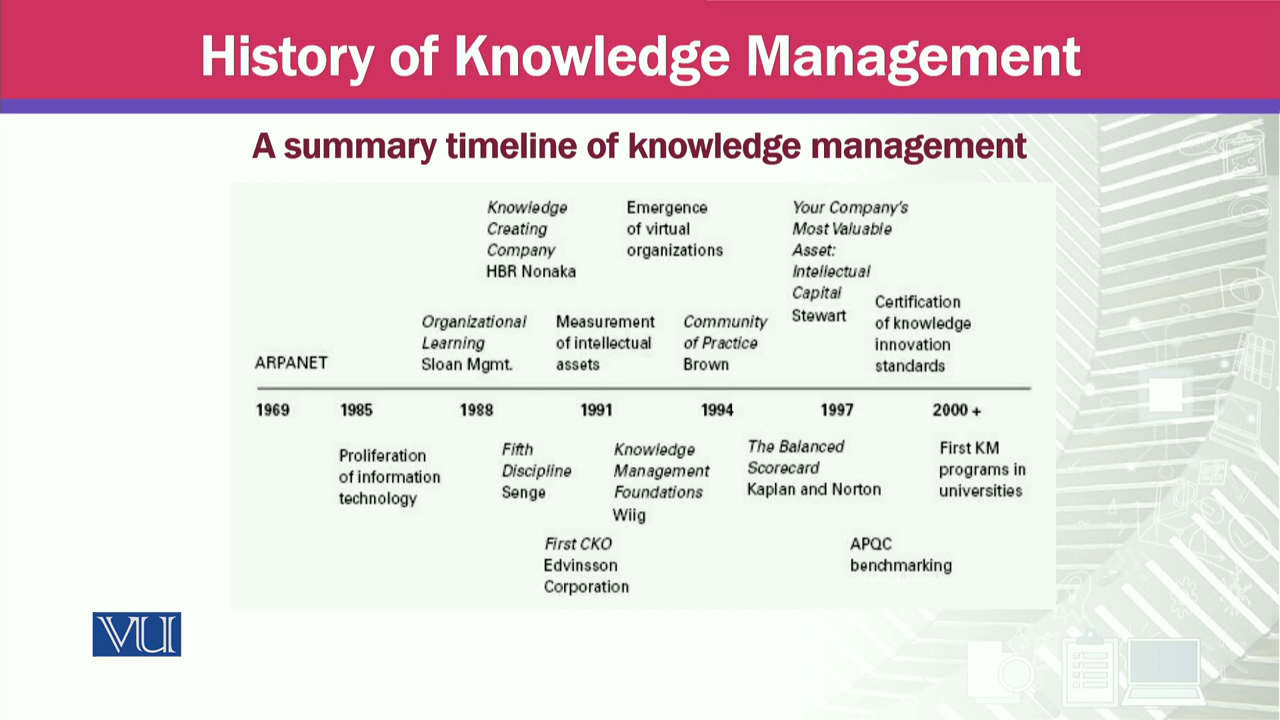 History of Knowledge Management
A summary timeline of knowledge management
Knowledge
Creating
Company
HBR Nonaka
Emergence
of virtual
organizations
Your Company's
Most Valuable
Asset:
Intellectual
Capital
Stewart
Organizational
Learning
Sloan Mgmt.
Measurement
of intellectual
assets
Community
of Practice
Brown
Certification
of knowledge
innovation
standards
ARPANET
1969 1985 1988 1991 1994 1997 2000 +
Proliferation
of information
technology
Fifth
Discipline
Senge
Knowledge
Management
Foundations
Wiig
The Balanced
Scorecard
Kaplan and Norton
First KM
programs in
universities
First CKO
Edvinsson
Corporation
APQC
benchmarking
VU